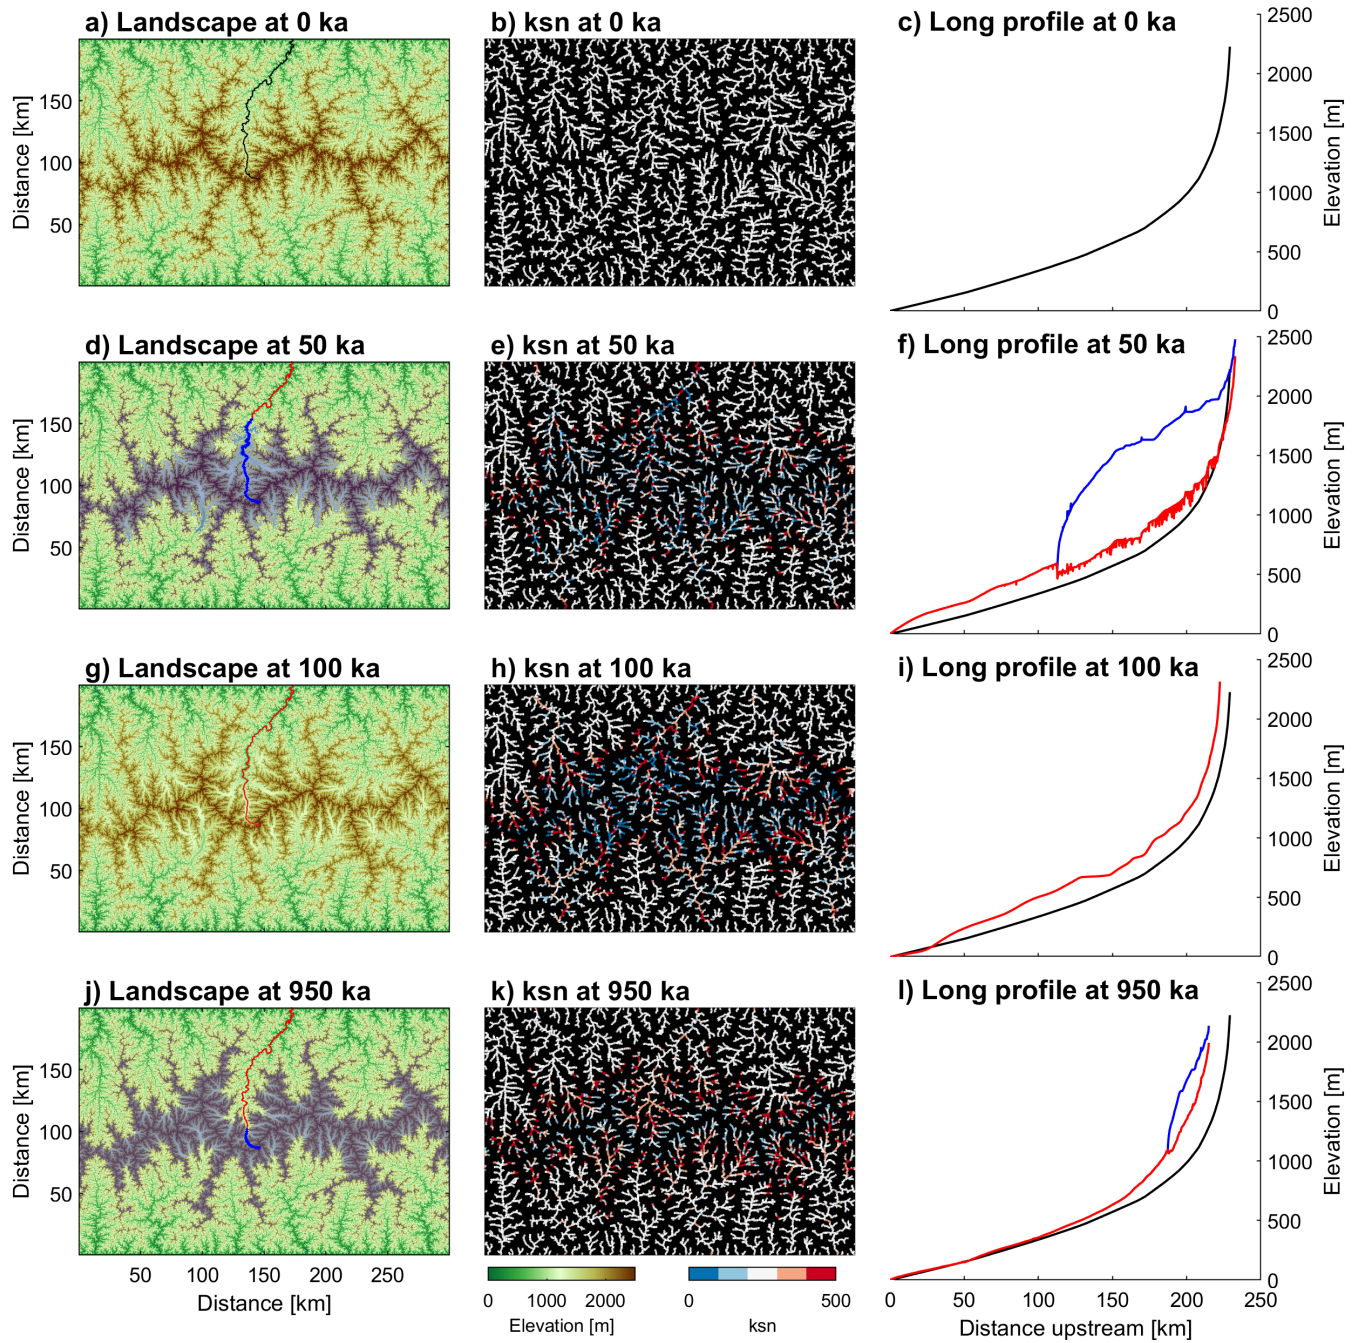 a) Landscape at 0 ka
b) ksn at 0 ka
c) Long profile at 0 ka
Distance [km]
150
100
50
2500
2000
1500
1000
500
0
Elevation [m]
d) Landscape at 50 ka
e) ksn at 50 ka
f) Long profile at 50 ka
Distance [km]
150
100
50
2500
2000
1500
1000
500
0
Elevation [m]
g) Landscape at 100 ka
h) ksn at 100 ka
i) Long profile at 100 ka
Distance [km]
150
100
50
2500
2000
1500
1000
500
0
Elevation [m]
j) Landscape at 950 ka
k) ksn at 950 ka
l) Long profile at 950 ka
Distance [km]
150
100
50
2500
2000
1500
1000
500
0
Elevation [m]
50 100 150 200 250
Distance [km]
0 1000 2000
Elevation [m]
0 500
ksn
0 50 100 150 200 250
Distance upstream [km]